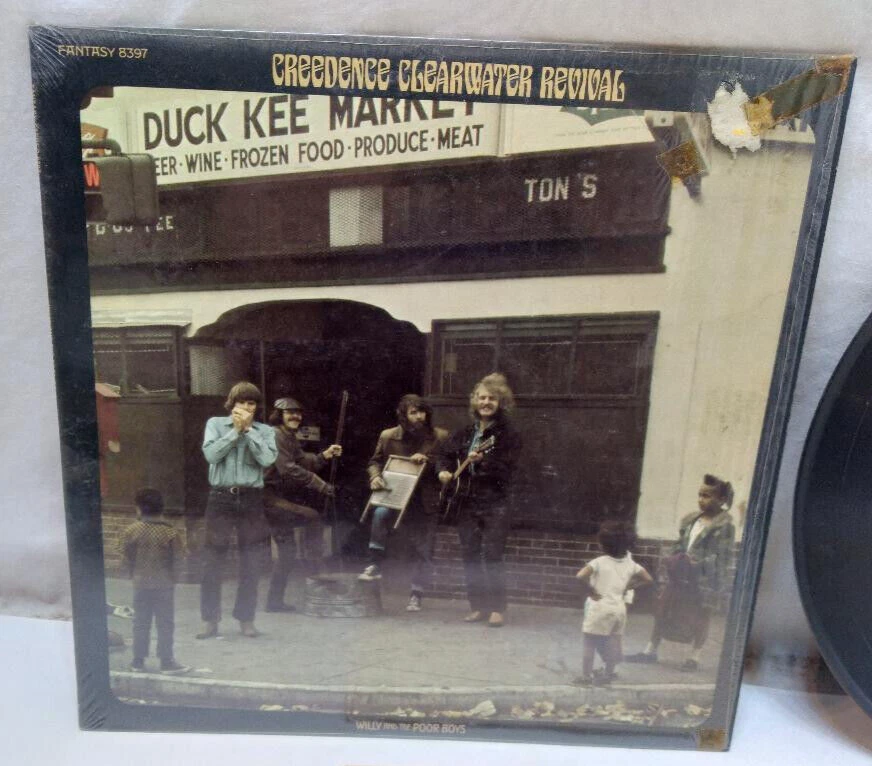 FANTASY 8397
CREEDENCE CLEARWATER REVIVAL
DUCK KEE MARKET
EER·WINE·FROZEN FOOD·PRODUCE·MEAT
W
TON'S
WILLY AND THE POOR BOYS